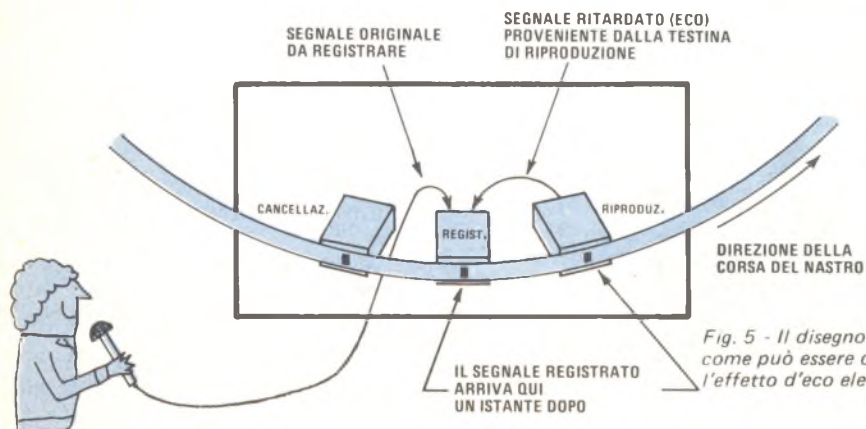 SEGNALE ORIGINALE
DA REGISTRARE
SEGNALE RITARDATO (ECO)
PROVENIENTE DALLA TESTINA
DI RIPRODUZIONE
CANCELLAZ.
REGIST.
RIPRODUZ.
DIREZIONE DELLA
CORSA DEL NASTRO
IL SEGNALE REGISTRATO
ARRIVA QUI
UN ISTANTE DOPO
Fig. 5 - Il disegno
come può essere
l'effetto d'eco